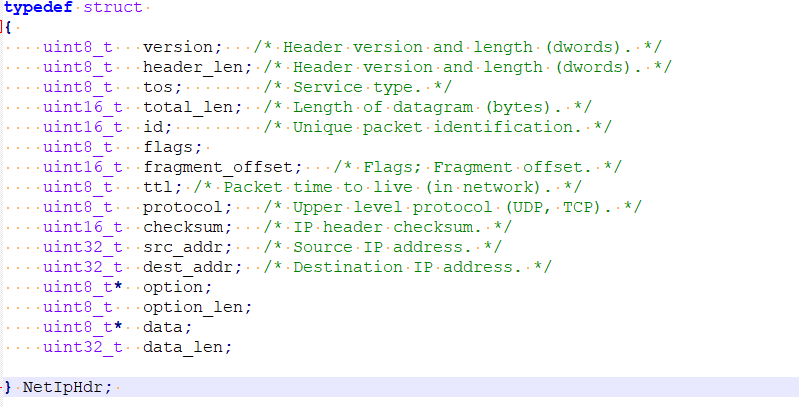 typedef struct
{
    uint8_t  version;   /* Header version and length (dwords). */
    uint8_t  header_len; /* Header version and length (dwords). */
    uint8_t  tos;        /* Service type. */
    uint16_t  total_len;  /* Length of datagram (bytes). */
    uint16_t  id;         /* Unique packet identification. */
    uint8_t  flags;
    uint16_t  fragment_offset;   /* Flags; Fragment offset. */
    uint8_t  ttl; /* Packet time to live (in network). */
    uint8_t  protocol;   /* Upper level protocol (UDP, TCP). */
    uint16_t  checksum;   /* IP header checksum. */
    uint32_t  src_addr;   /* Source IP address. */
    uint32_t  dest_addr;  /* Destination IP address. */
    uint8_t*  option;
    uint8_t  option_len;
    uint8_t*  data;
    uint32_t  data_len;
} NetIpHdr;